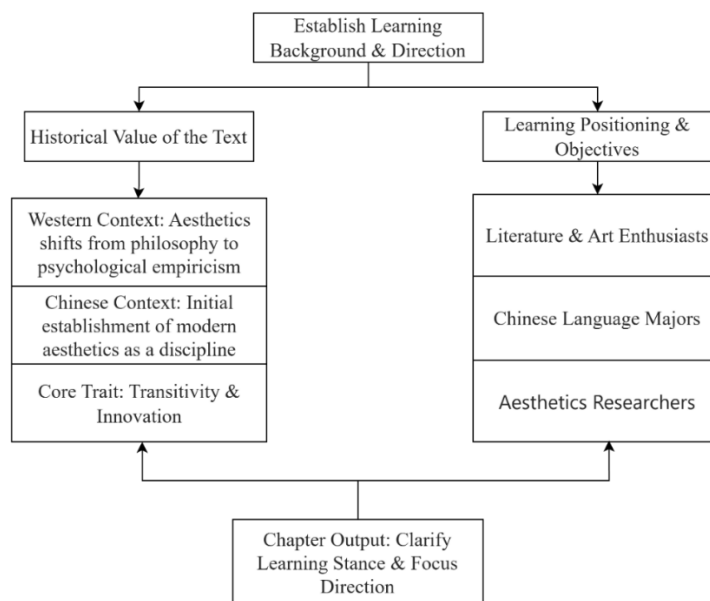 Establish Learning
Background & Direction
Historical Value of the Text
Learning Positioning &
Objectives
Western Context: Aesthetics
shifts from philosophy to
psychological empiricism
Chinese Context: Initial
establishment of modern
aesthetics as a discipline
Core Trait: Transitivity &
Innovation
Literature & Art Enthusiasts
Chinese Language Majors
Aesthetics Researchers
Chapter Output: Clarify
Learning Stance & Focus
Direction